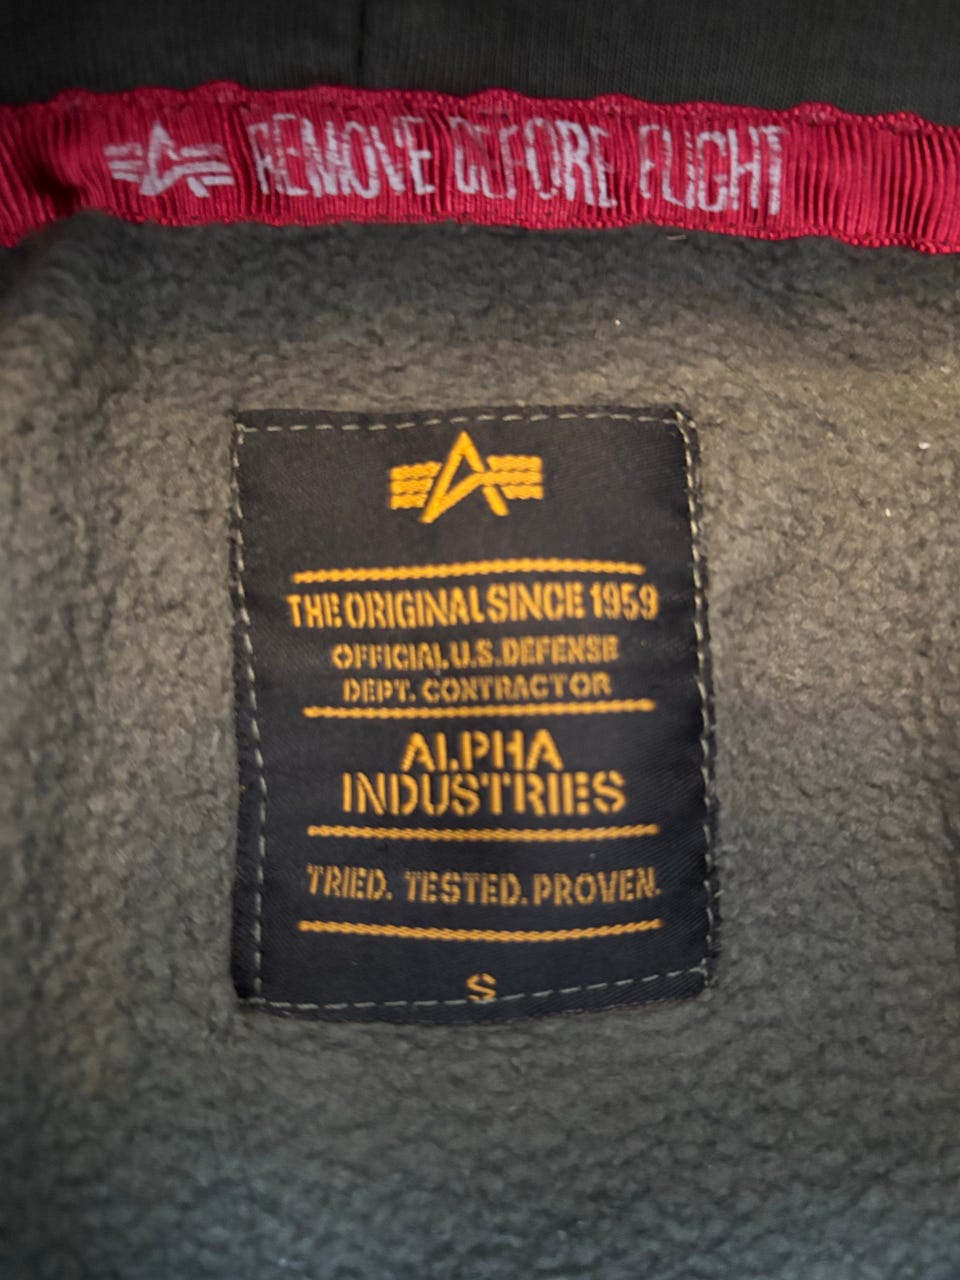 REMOVE BEFORE FLIGHT
THE ORIGINAL SINCE 1959
OFFICIAL U.S. DEFENSE
DEPT. CONTRACTOR
ALPHA
INDUSTRIES
TRIED. TESTED. PROVEN.
S